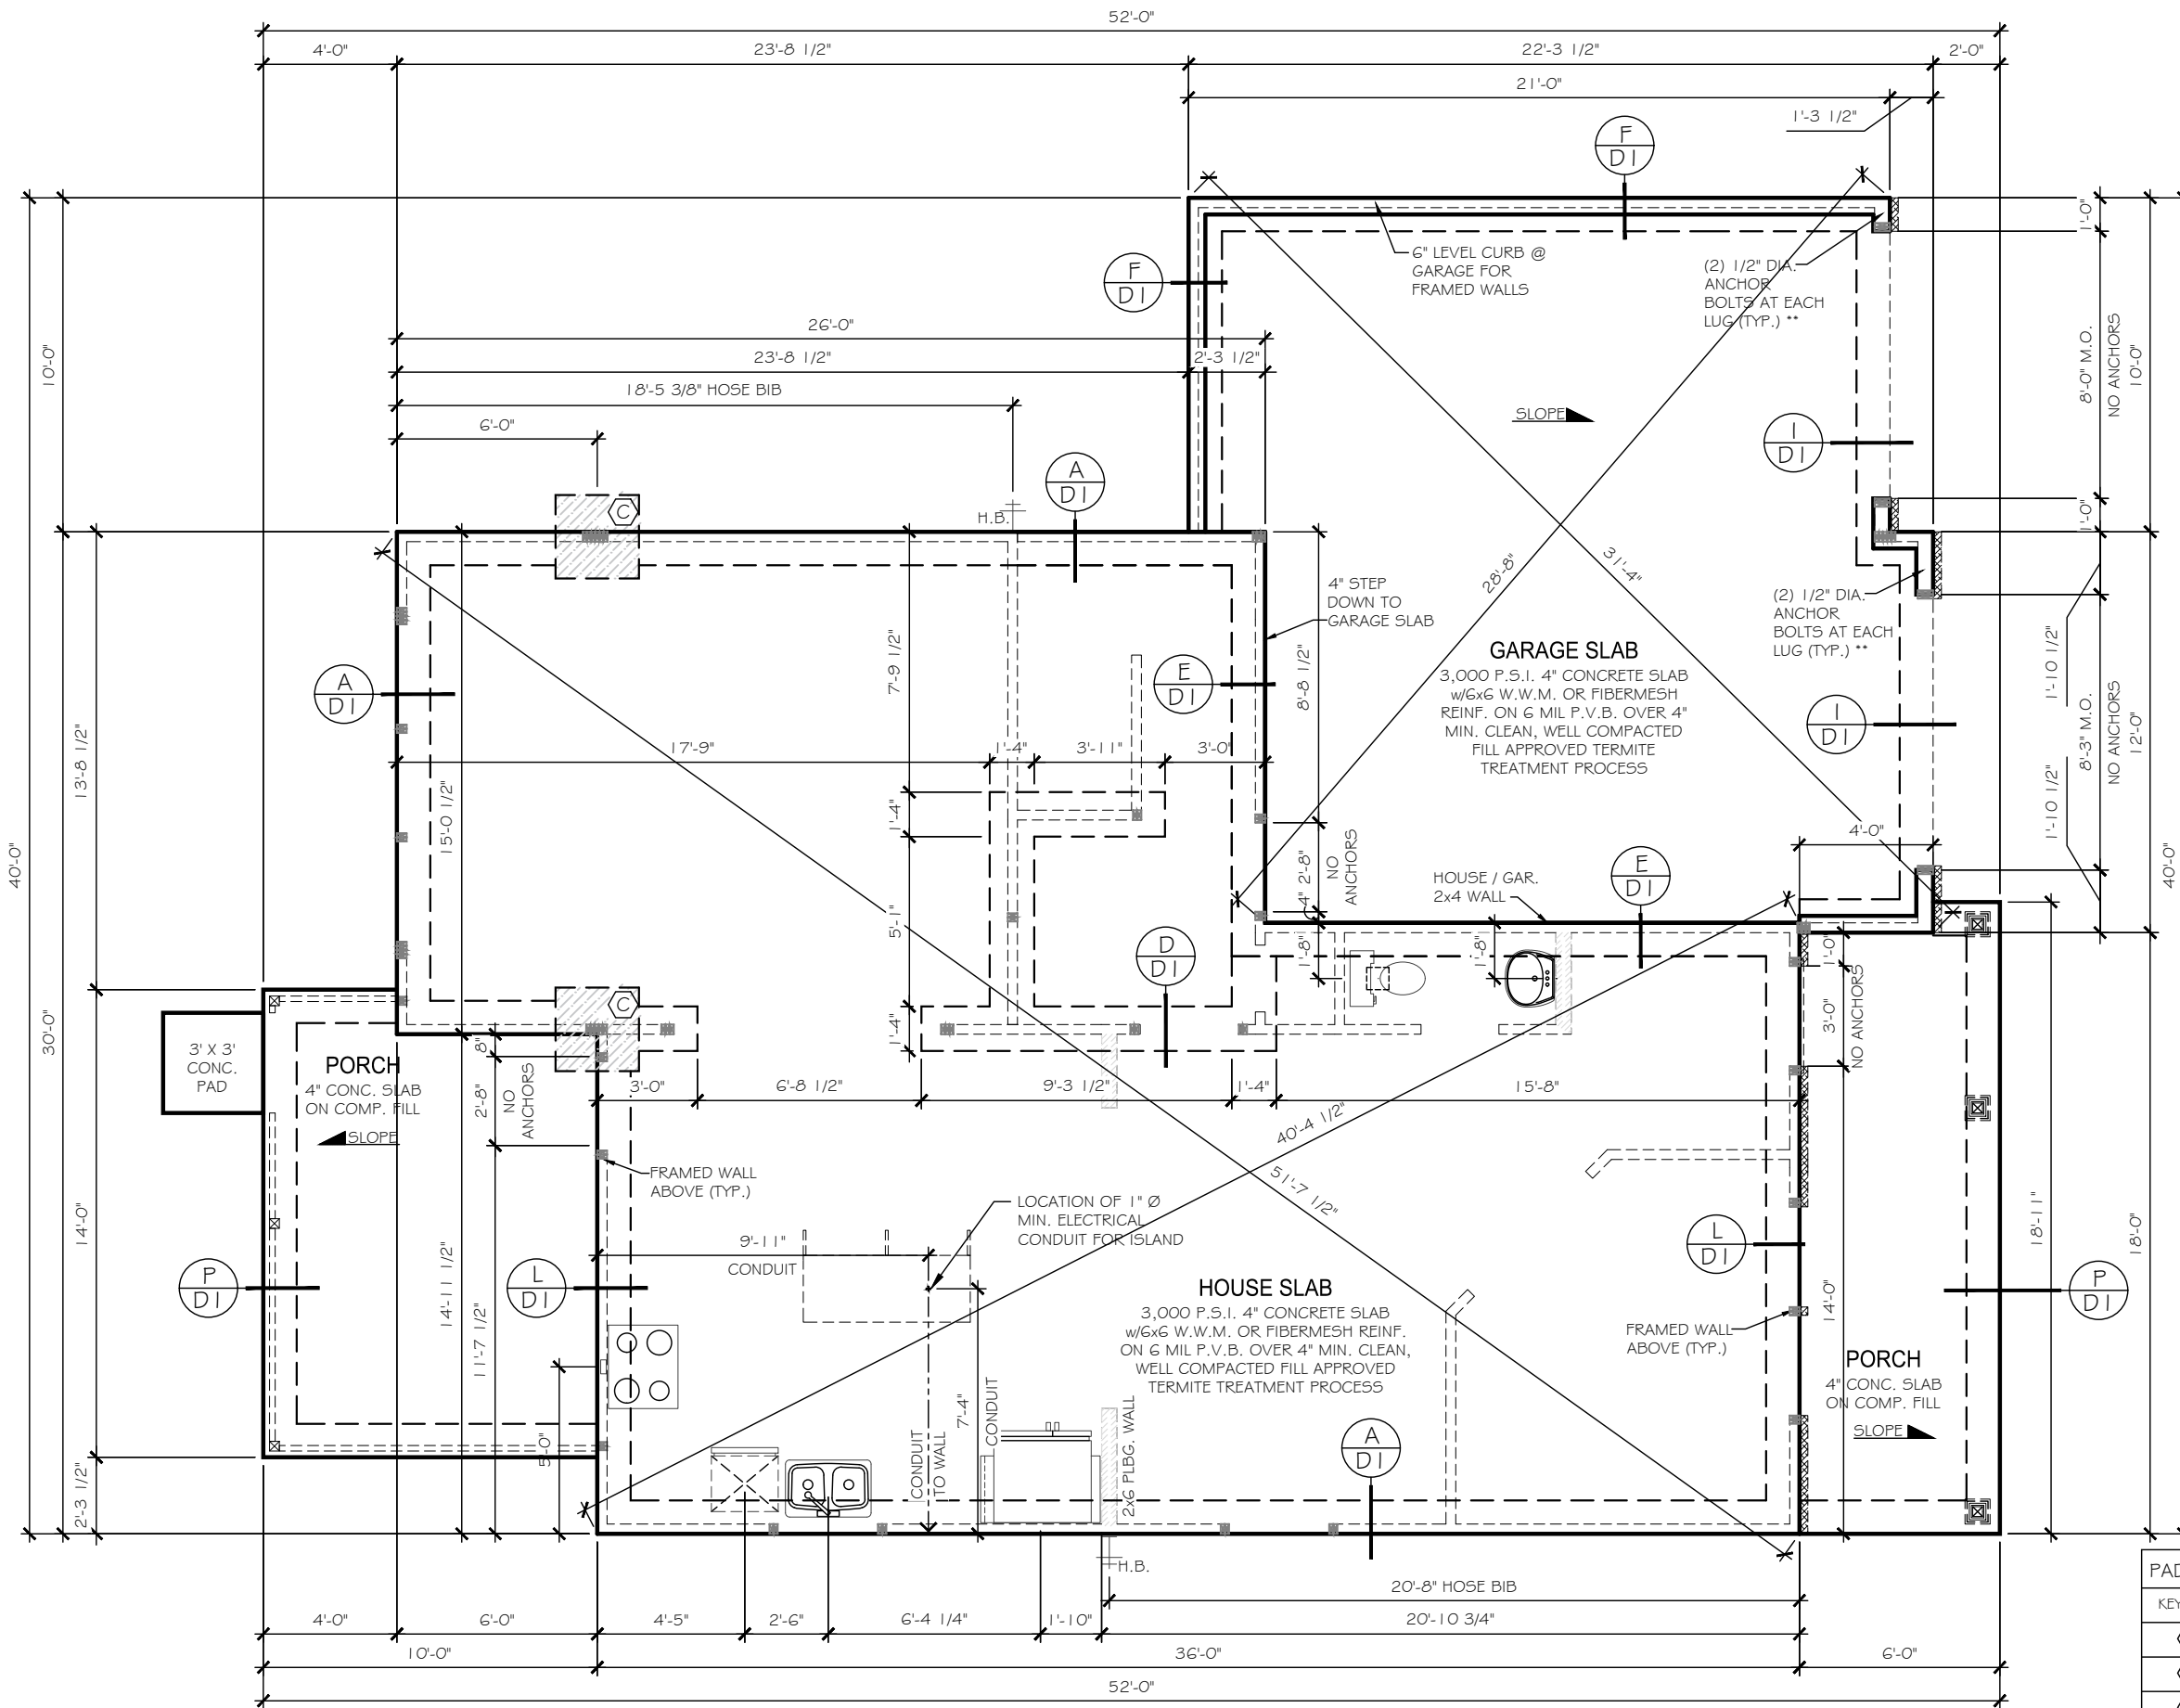 52'-0"
4'-0"
23'-8 1/2"
22'-3 1/2"
2'-0"
21'-0"
1'-3 1/2"
F
D1
6" LEVEL CURB @
GARAGE FOR
FRAMED WALLS
F
D1
(2) 1/2" DIA.
ANCHOR
BOLTS AT EACH
LUG (TYP.) **
1'-0"
8'-0" M.O.
NO ANCHORS
10'-0"
1'-0"
10'-0"
26'-0"
23'-8 1/2"
2'-3 1/2"
18'-5 3/8" HOSE BIB
6'-0"
SLOPE
I
D1
A
D1
C
H.B.
4" STEP
DOWN TO
GARAGE SLAB
28'-8"
31'-4"
(2) 1/2" DIA.
ANCHOR
BOLTS AT EACH
LUG (TYP.) **
GARAGE SLAB
3,000 P.S.I. 4" CONCRETE SLAB
w/6x6 W.W.M. OR FIBERMESH
REINF. ON 6 MIL P.V.B. OVER 4"
MIN. CLEAN, WELL COMPACTED
FILL APPROVED TERMITE
TREATMENT PROCESS
A
D1
E
D1
I
D1
7'-9 1/2"
8'-8 1/2"
1'-10 1/2"
8'-3" M.O.
NO ANCHORS
12'-0"
1'-10 1/2"
13'-8 1/2"
17'-9"
1'-4"
3'-11"
3'-0"
15'-0 1/2"
1'-4"
4'-0"
40'-0"
40'-0"
2'-8"
NO
ANCHORS
4"
HOUSE / GAR.
2x4 WALL
E
D1
5'-1"
D
D1
1'-8"
1'-8"
1'-0"
3'-0"
NO ANCHORS
30'-0"
C
1'-4"
3' X 3'
CONC.
PAD
PORCH
4" CONC. SLAB
ON COMP. FILL
SLOPE
8"
2'-8"
NO
ANCHORS
3'-0"
6'-8 1/2"
9'-3 1/2"
1'-4"
15'-8"
40'-4 1/2"
51'-7 1/2"
FRAMED WALL
ABOVE (TYP.)
LOCATION OF 1" Ø
MIN. ELECTRICAL
CONDUIT FOR ISLAND
9'-11"
CONDUIT
14'-0"
14'-11 1/2"
11'-7 1/2"
18'-11"
18'-0"
P
D1
L
D1
L
D1
P
D1
HOUSE SLAB
3,000 P.S.I. 4" CONCRETE SLAB
w/6x6 W.W.M. OR FIBERMESH REINF.
ON 6 MIL P.V.B. OVER 4" MIN. CLEAN,
WELL COMPACTED FILL APPROVED
TERMITE TREATMENT PROCESS
FRAMED WALL
ABOVE (TYP.)
14'-0"
PORCH
4" CONC. SLAB
ON COMP. FILL
SLOPE
5'-0"
7'-4"
CONDUIT
CONDUIT
TO WALL
2x6 PLBG. WALL
A
D1
2'-3 1/2"
H.B.
20'-8" HOSE BIB
4'-0"
6'-0"
4'-5"
2'-6"
6'-4 1/4"
1'-10"
20'-10 3/4"
10'-0"
36'-0"
6'-0"
52'-0"
PAD
KEY